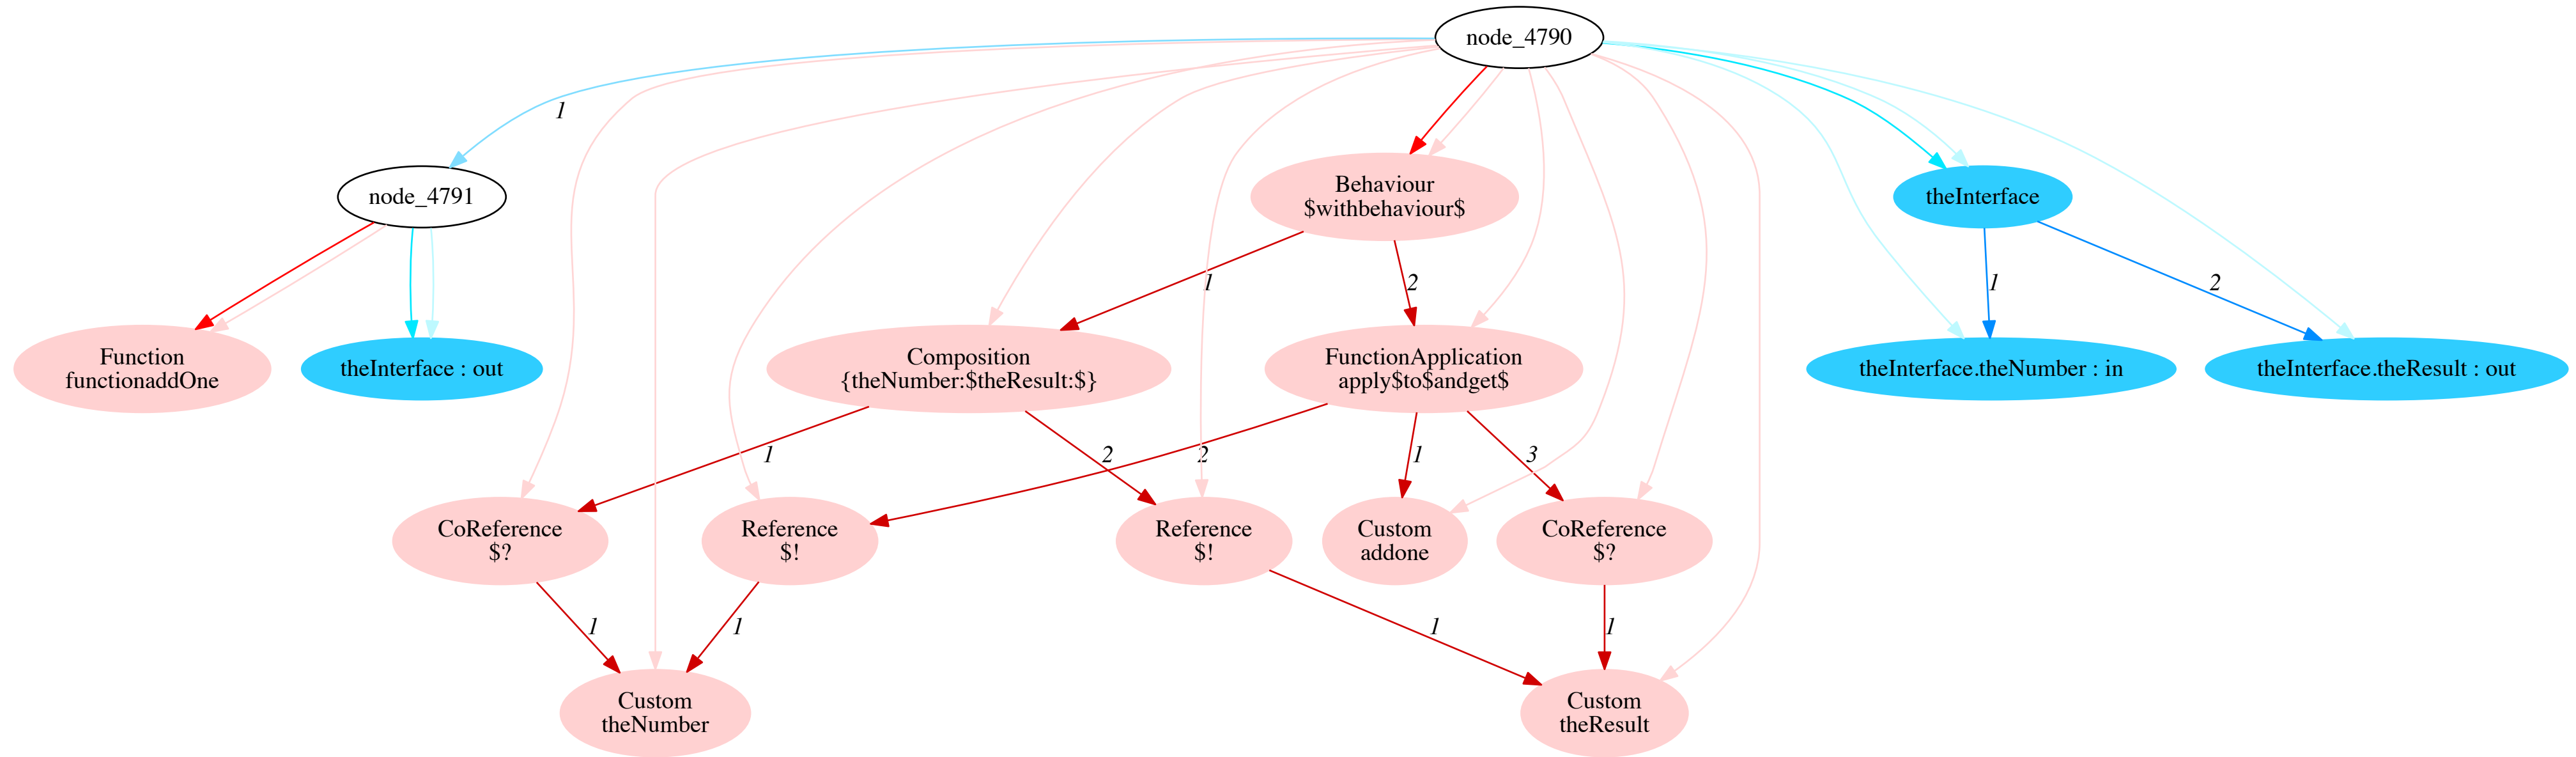 node_4790
1
node_4791
Behaviour
$withbehaviour$
theInterface
1
2
1
2
Function
functionaddOne
theInterface : out
Composition
{theNumber:$theResult:$}
FunctionApplication
apply$to$andget$
theInterface.theNumber : in
theInterface.theResult : out
1
2
2
1
3
CoReference
$?
Reference
$!
Reference
$!
Custom
addone
CoReference
$?
1
1
1
1
Custom
theNumber
Custom
theResult